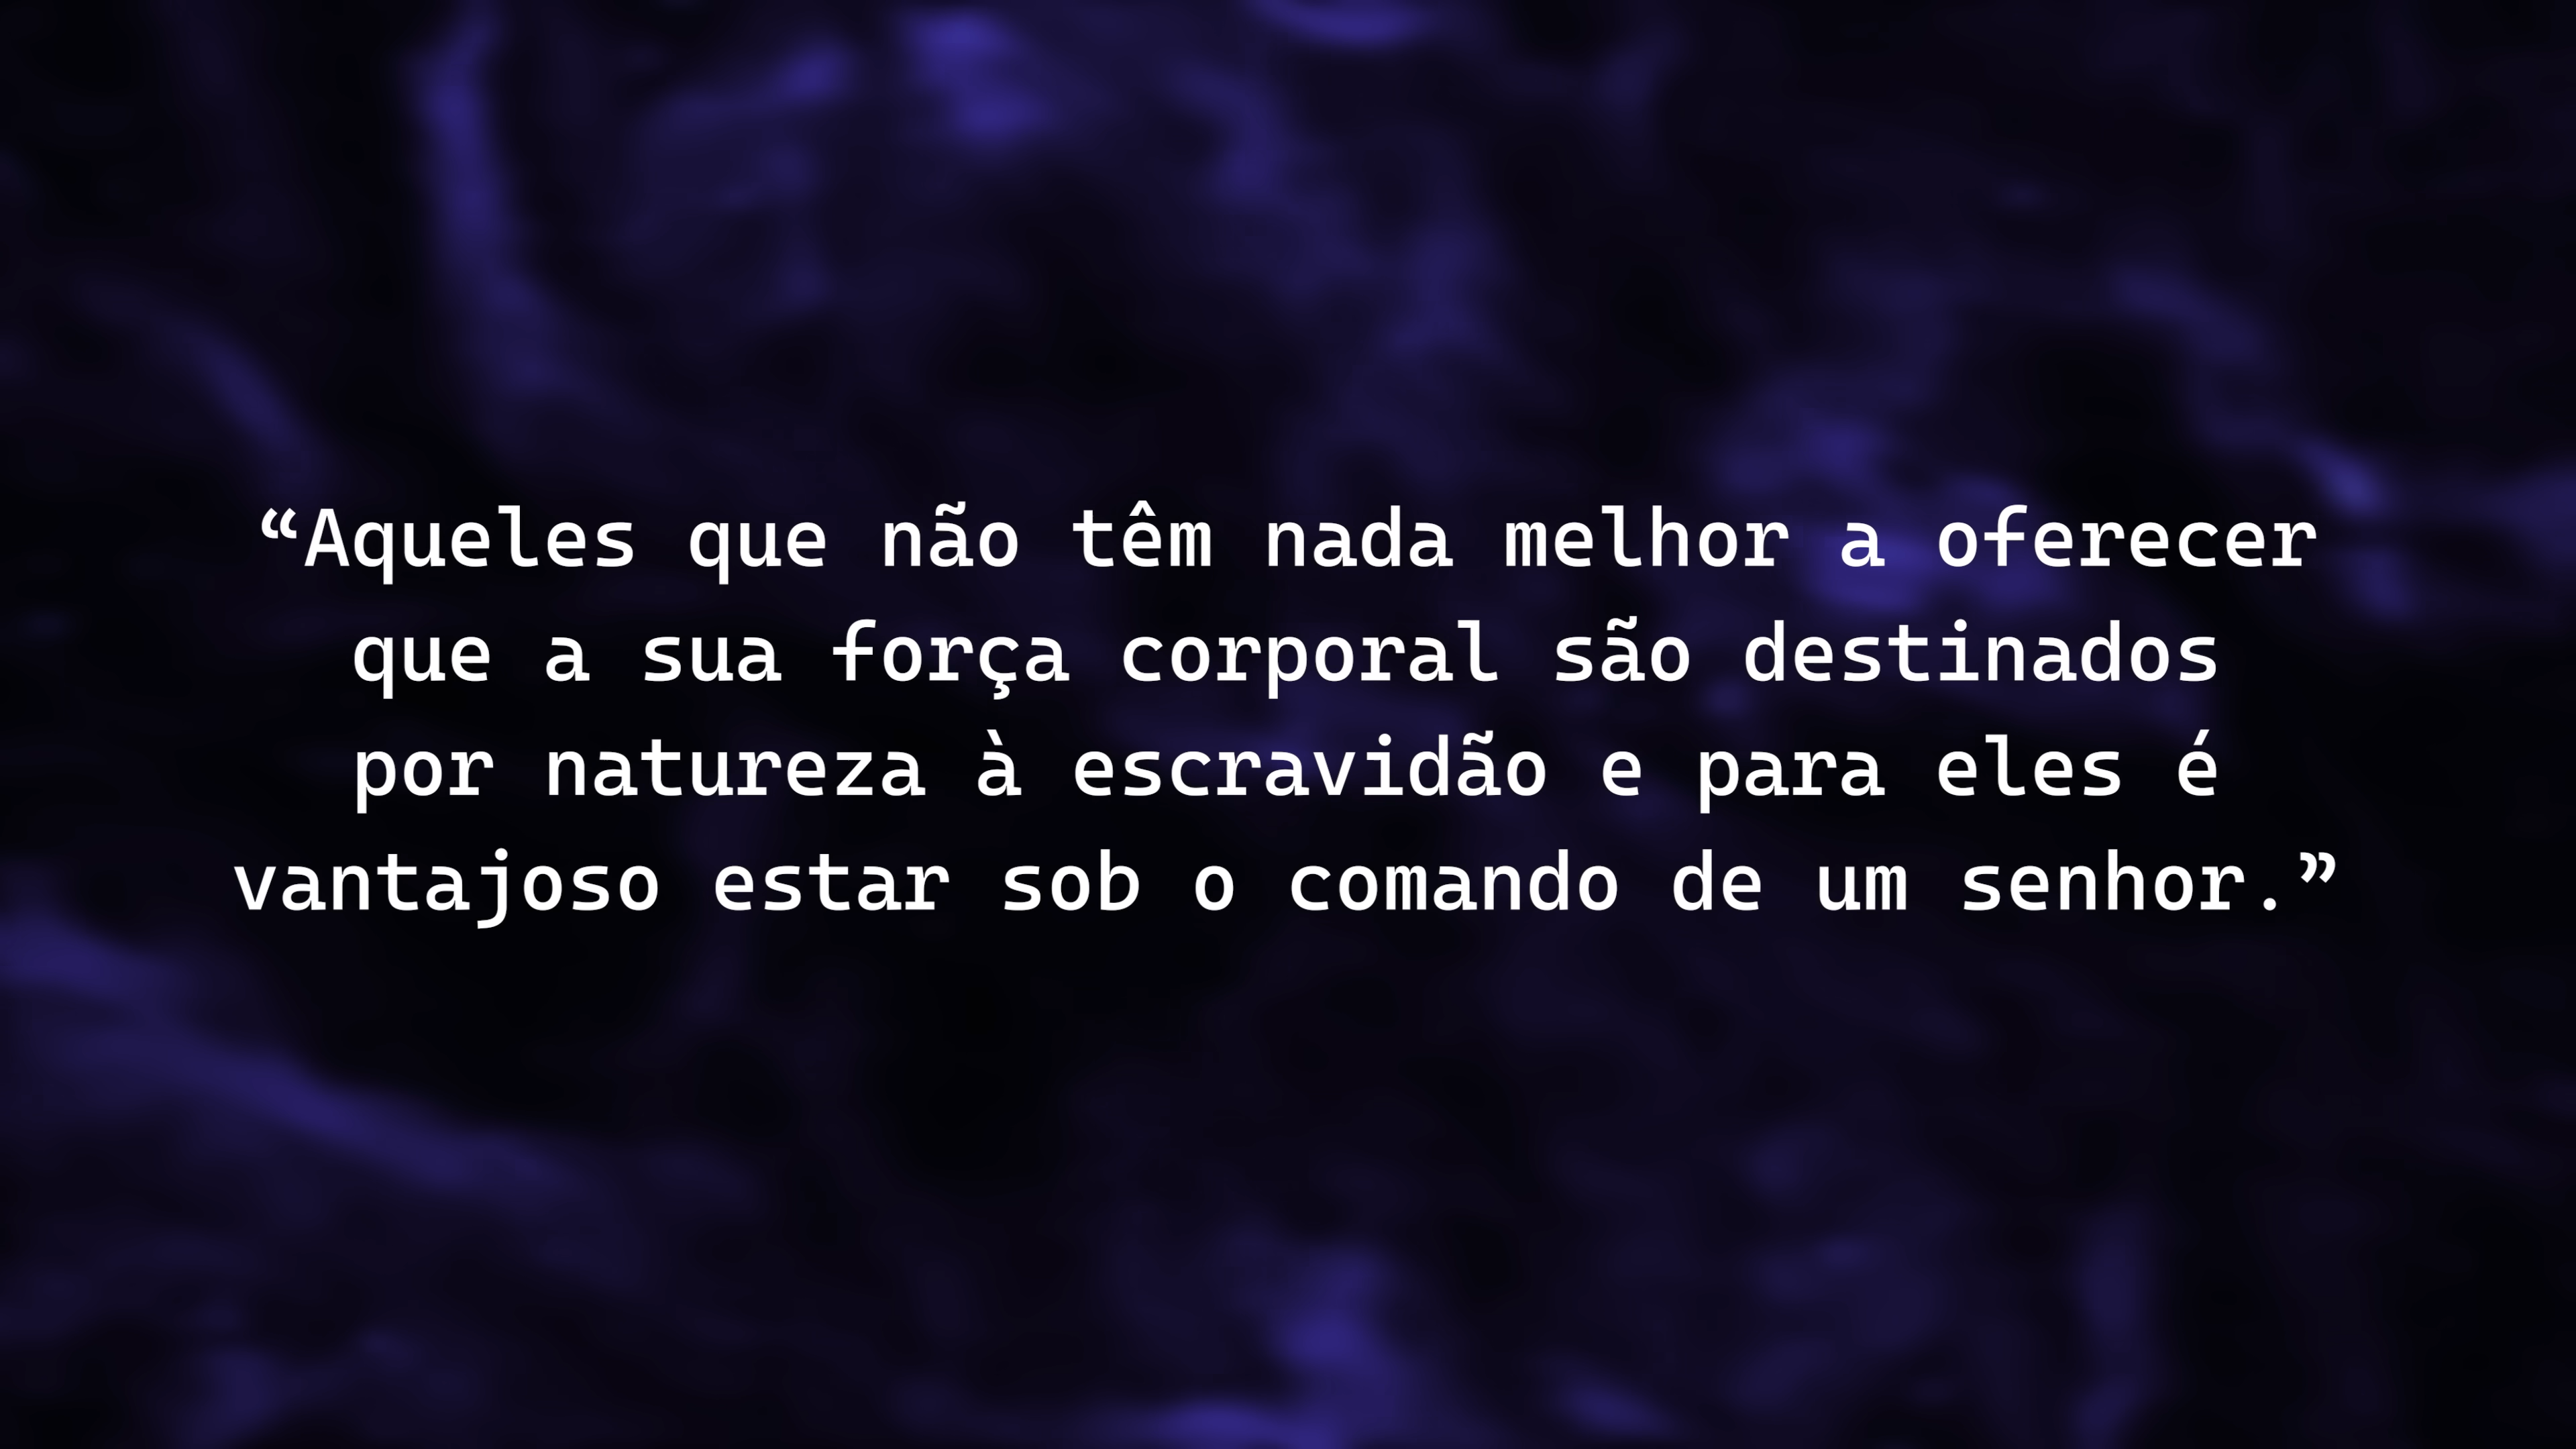 “Aqueles que não têm nada melhor a oferecer
que a sua força corporal são destinados
por natureza à escravidão e para eles é
vantajoso estar sob o comando de um senhor.”